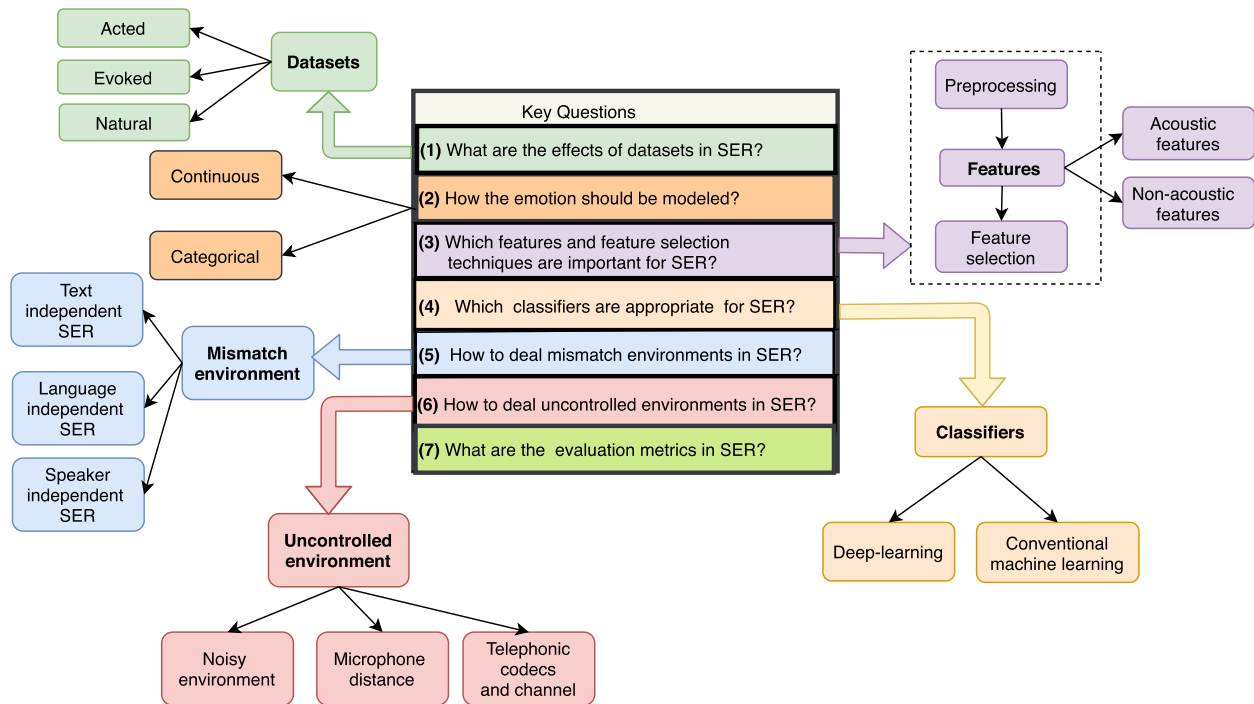 Key Questions
(1) What are the effects of datasets in SER?
(2) How the emotion should be modeled?
(3) Which features and feature selection
techniques are important for SER?
(4) Which classifiers are appropriate for SER?
(5) How to deal mismatch environments in SER?
(6) How to deal uncontrolled environments in SER?
(7) What are the evaluation metrics in SER?
Datasets
Acted
Evoked
Natural
Continuous
Categorical
Preprocessing
Features
Feature
selection
Acoustic
features
Non-acoustic
features
Classifiers
Deep-learning
Conventional
machine learning
Mismatch
environment
Text
independent
SER
Language
independent
SER
Speaker
independent
SER
Uncontrolled
environment
Noisy
environment
Microphone
distance
Telephonic
codecs
and channel